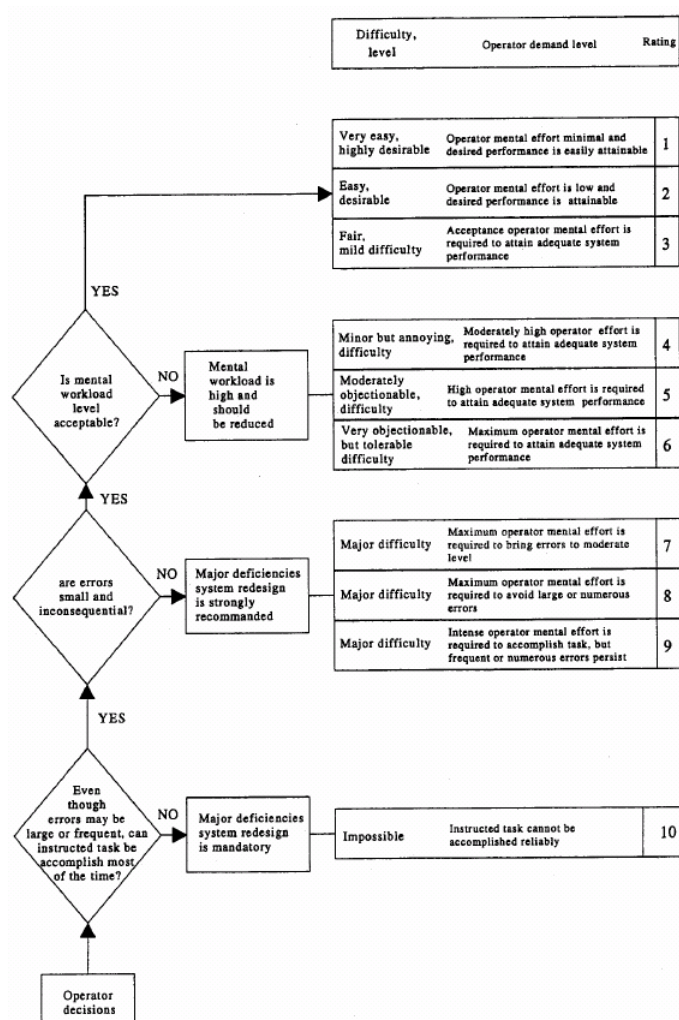 Difficulty, level
Operator demand level
Rating
Very easy,
highly desirable
Operator mental effort minimal and
desired performance is easily attainable
1
Easy,
desirable
Operator mental effort is low and
desired performance is attainable
2
Fair,
mild difficulty
Acceptance operator mental effort is
required to attain adequate system
performance
3
YES
Is mental
workload
level
acceptable?
NO
Mental
workload is
high and
should
be reduced
Minor but annoying,
difficulty
Moderately high operator effort is
required to attain adequate system
performance
4
Moderately
objectionable,
difficulty
High operator mental effort is required
to attain adequate system performance
5
Very objectionable,
but tolerable
difficulty
Maximum operator mental effort is
required to attain adequate system
performance
6
YES
are errors
small and
inconsequential?
NO
Major deficiencies
system redesign
is strongly
recommanded
Major difficulty
Maximum operator mental effort is
required to bring errors to moderate
level
7
Major difficulty
Maximum operator mental effort is
required to avoid large or numerous
errors
8
Major difficulty
Intense operator mental effort is
required to accomplish task, but
frequent or numerous errors persist
9
YES
Even
though
errors may be
large or frequent, can
instructed task be
accomplish most
of the time?
NO
Major deficiencies
system redesign
is mandatory
Impossible
Instructed task cannot be
accomplished reliably
10
Operator
decisions